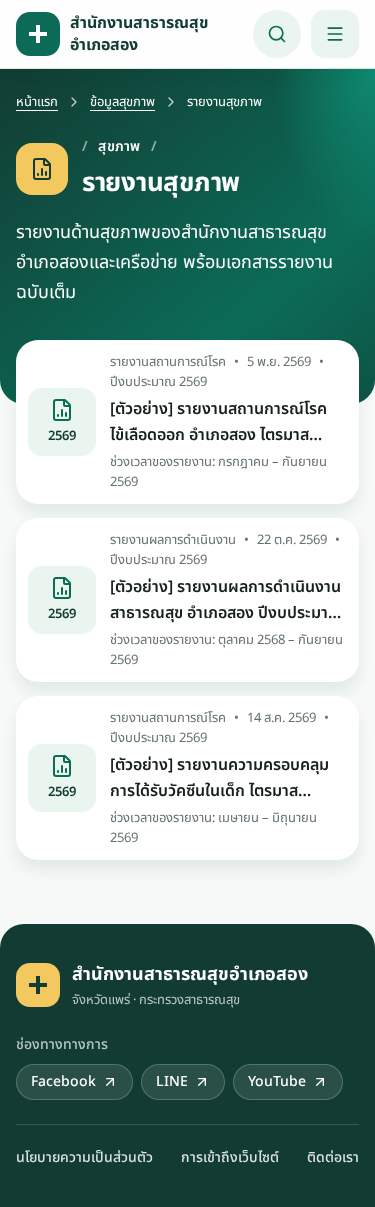 สำนักงานสาธารณสุข
อำเภอสอง
หน้าแรก > ข้อมูลสุขภาพ > รายงานสุขภาพ
/ สุขภาพ /
รายงานสุขภาพ
รายงานด้านสุขภาพของสำนักงานสาธารณสุข
อำเภอสองและเครือข่าย พร้อมเอกสารรายงาน
ฉบับเต็ม
รายงานสถานการณ์โรค • 5 พ.ย. 2569 •
ปีงบประมาณ 2569
2569
[ตัวอย่าง] รายงานสถานการณ์โรค
ไข้เลือดออก อำเภอสอง ไตรมาส...
ช่วงเวลาของรายงาน: กรกฎาคม – กันยายน
2569
รายงานผลการดำเนินงาน • 22 ต.ค. 2569 •
ปีงบประมาณ 2569
2569
[ตัวอย่าง] รายงานผลการดำเนินงาน
สาธารณสุข อำเภอสอง ปีงบประมา...
ช่วงเวลาของรายงาน: ตุลาคม 2568 – กันยายน
2569
รายงานสถานการณ์โรค • 14 ส.ค. 2569 •
ปีงบประมาณ 2569
2569
[ตัวอย่าง] รายงานความครอบคลุม
การได้รับวัคซีนในเด็ก ไตรมาส...
ช่วงเวลาของรายงาน: เมษายน – มิถุนายน
2569
สำนักงานสาธารณสุขอำเภอสอง
จังหวัดแพร่ · กระทรวงสาธารณสุข
ช่องทางทางการ
Facebook
LINE
YouTube
นโยบายความเป็นส่วนตัว การเข้าถึงเว็บไซต์ ติดต่อเรา